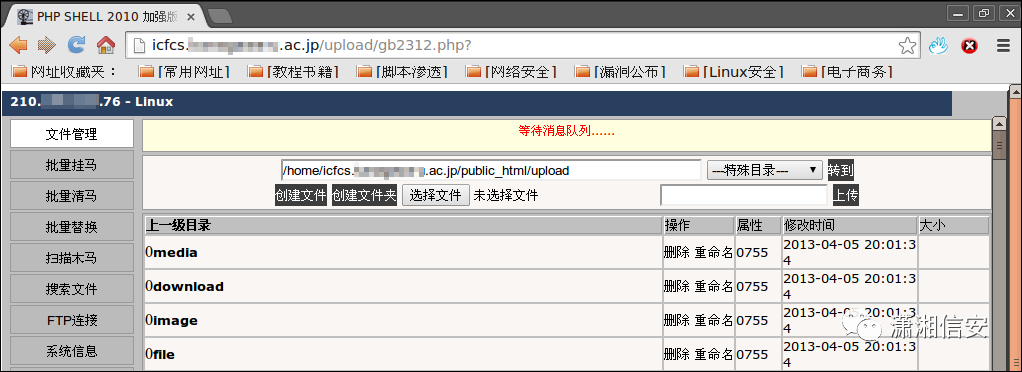 PHP SHELL 2010 加强版
icfcs. .ac.jp/upload/gb2312.php?
网址收藏夹： [常用网址] [教程书籍] [脚本渗透] [网络安全] [漏洞公布] [Linux安全] [电子商务]
210. .76 - Linux
文件管理
等待消息队列......
批量挂马
/home/icfcs. .ac.jp/public_html/upload ---特殊目录--- 转到
批量清马
创建文件 创建文件夹 选择文件 未选择文件 上传
批量替换
上一级目录 操作 属性 修改时间 大小
扫描木马
0media 删除 重命名 0755 2013-04-05 20:01:34
搜索文件
0download 删除 重命名 0755 2013-04-05 20:01:34
FTP连接
0image 删除 重命名 0755 2013-04-05 20:01:34
系统信息
0file 删除 重命名 0755 2013-04-05 20:01:34
潇湘信安